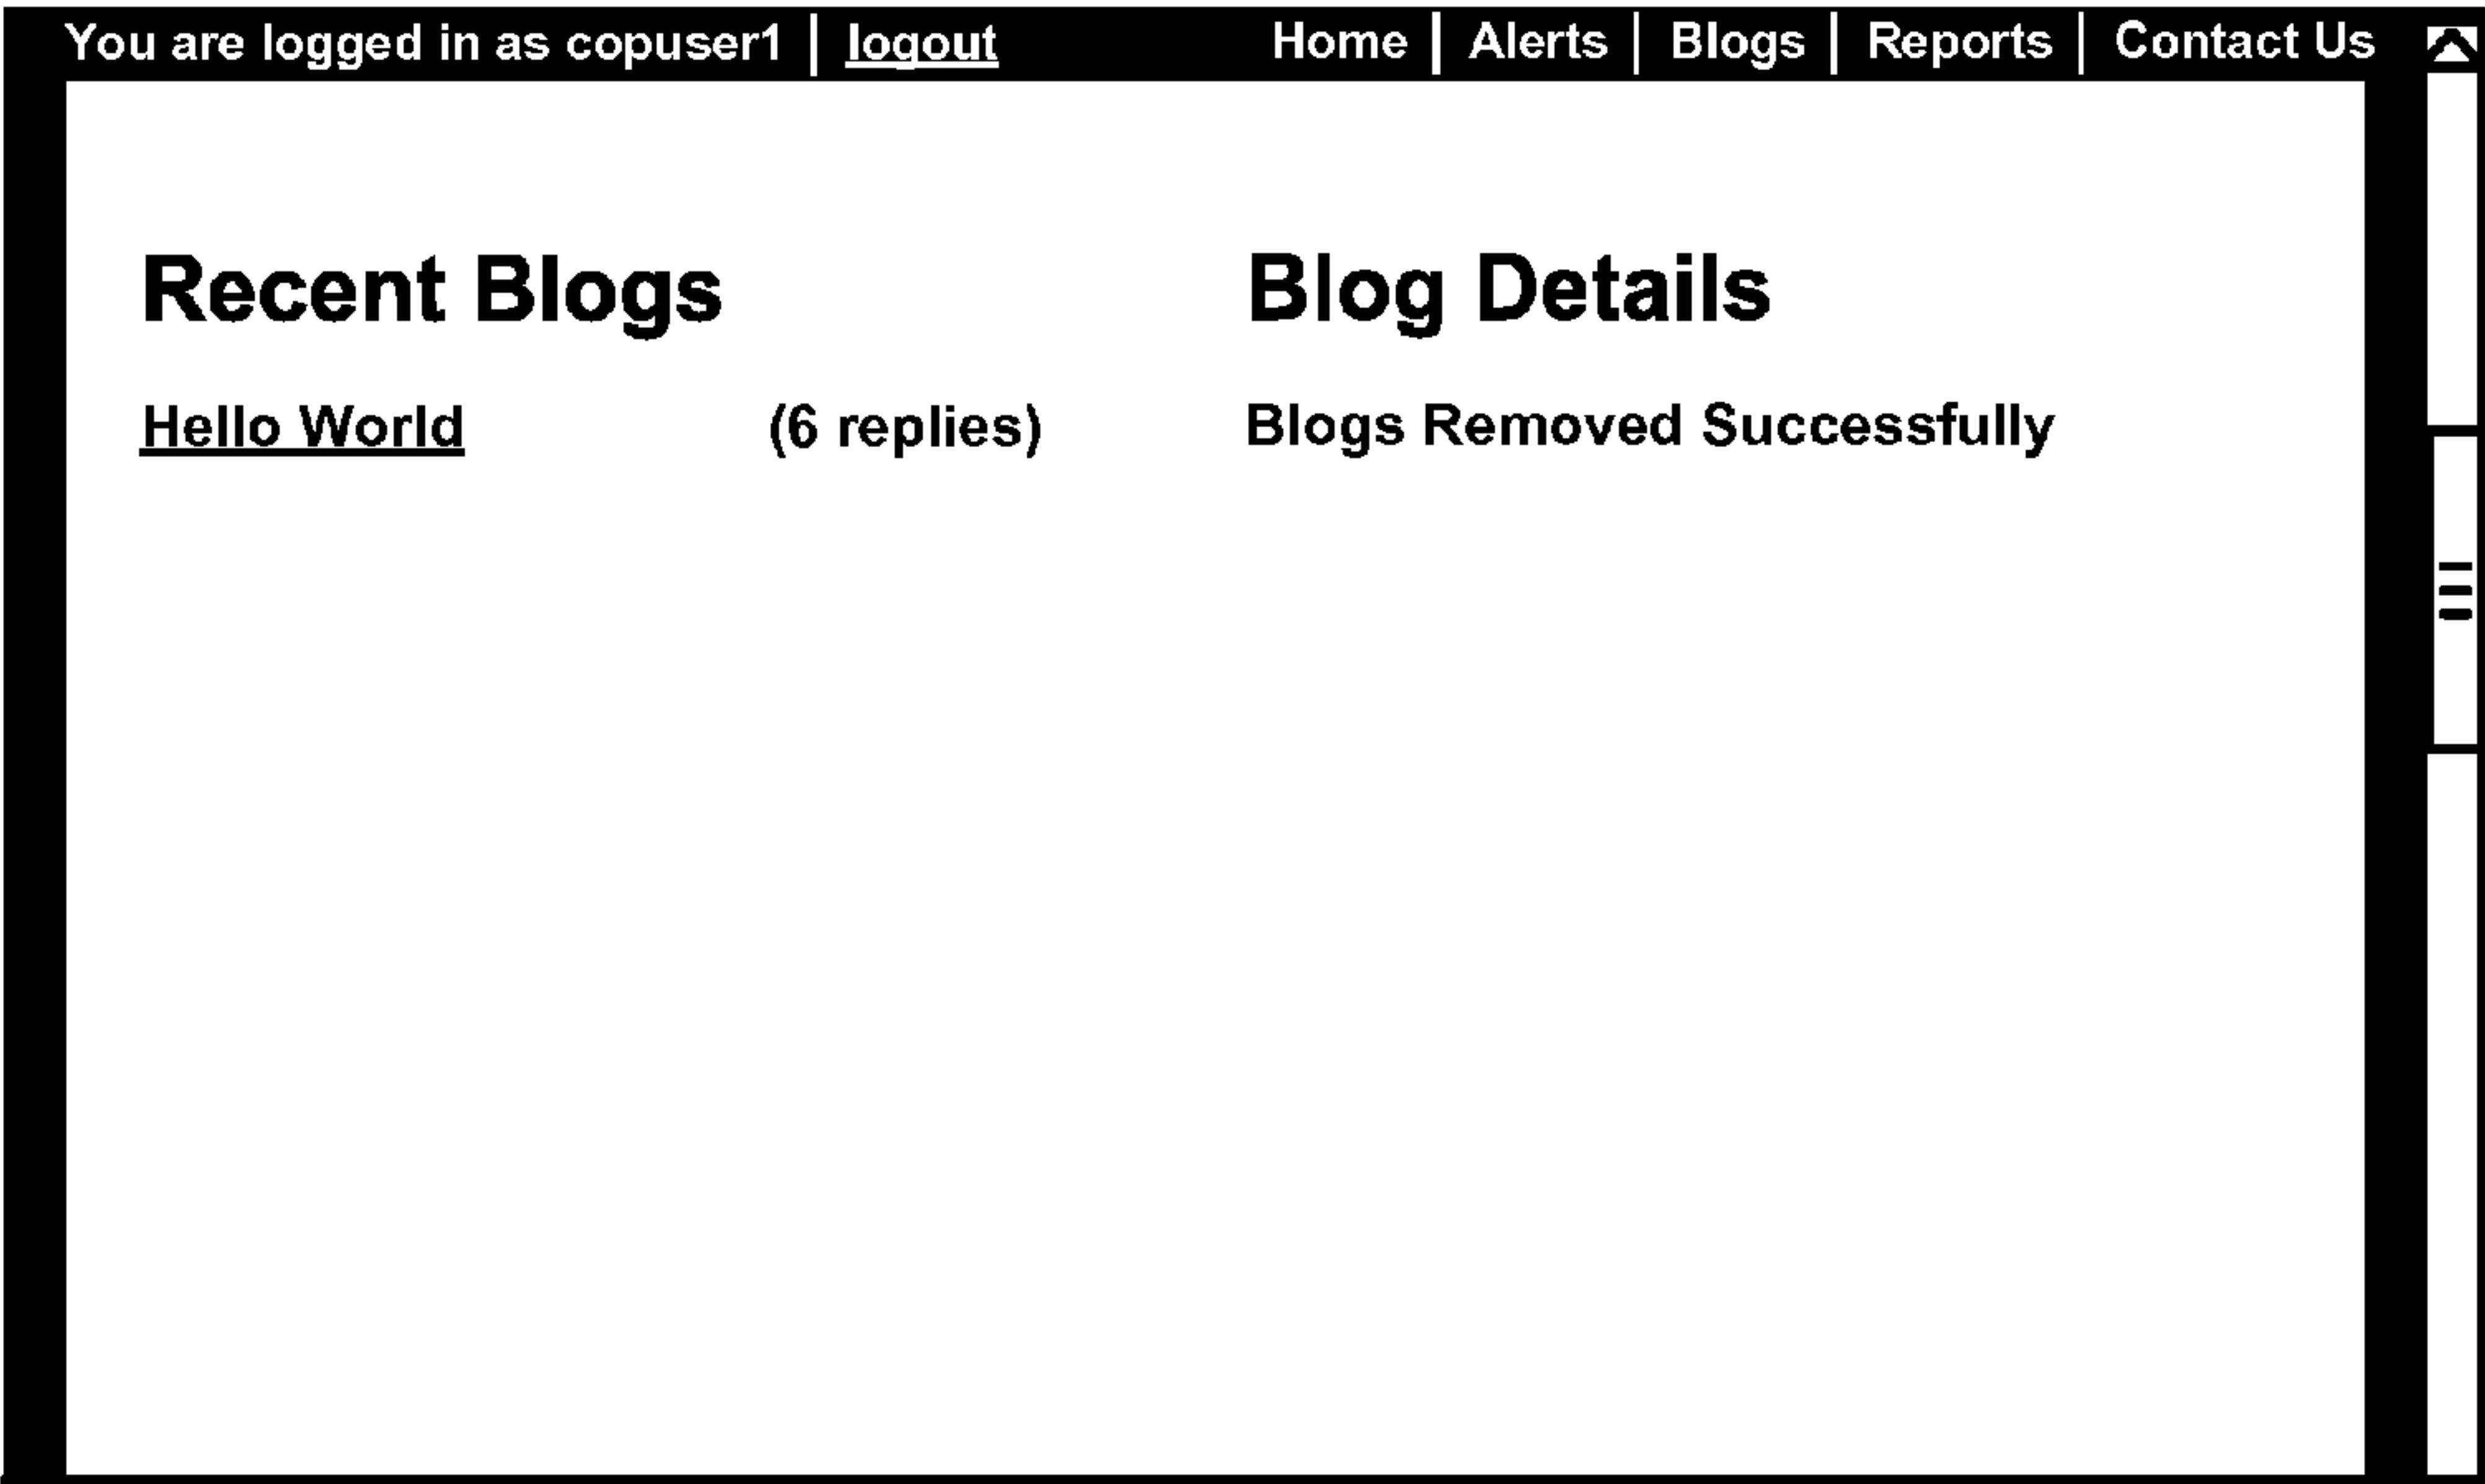 You are logged in as copuser1 | logout Home | Alerts | Blogs | Reports | Contact Us
Recent Blogs Blog Details
Hello World (6 replies) Blogs Removed Successfully